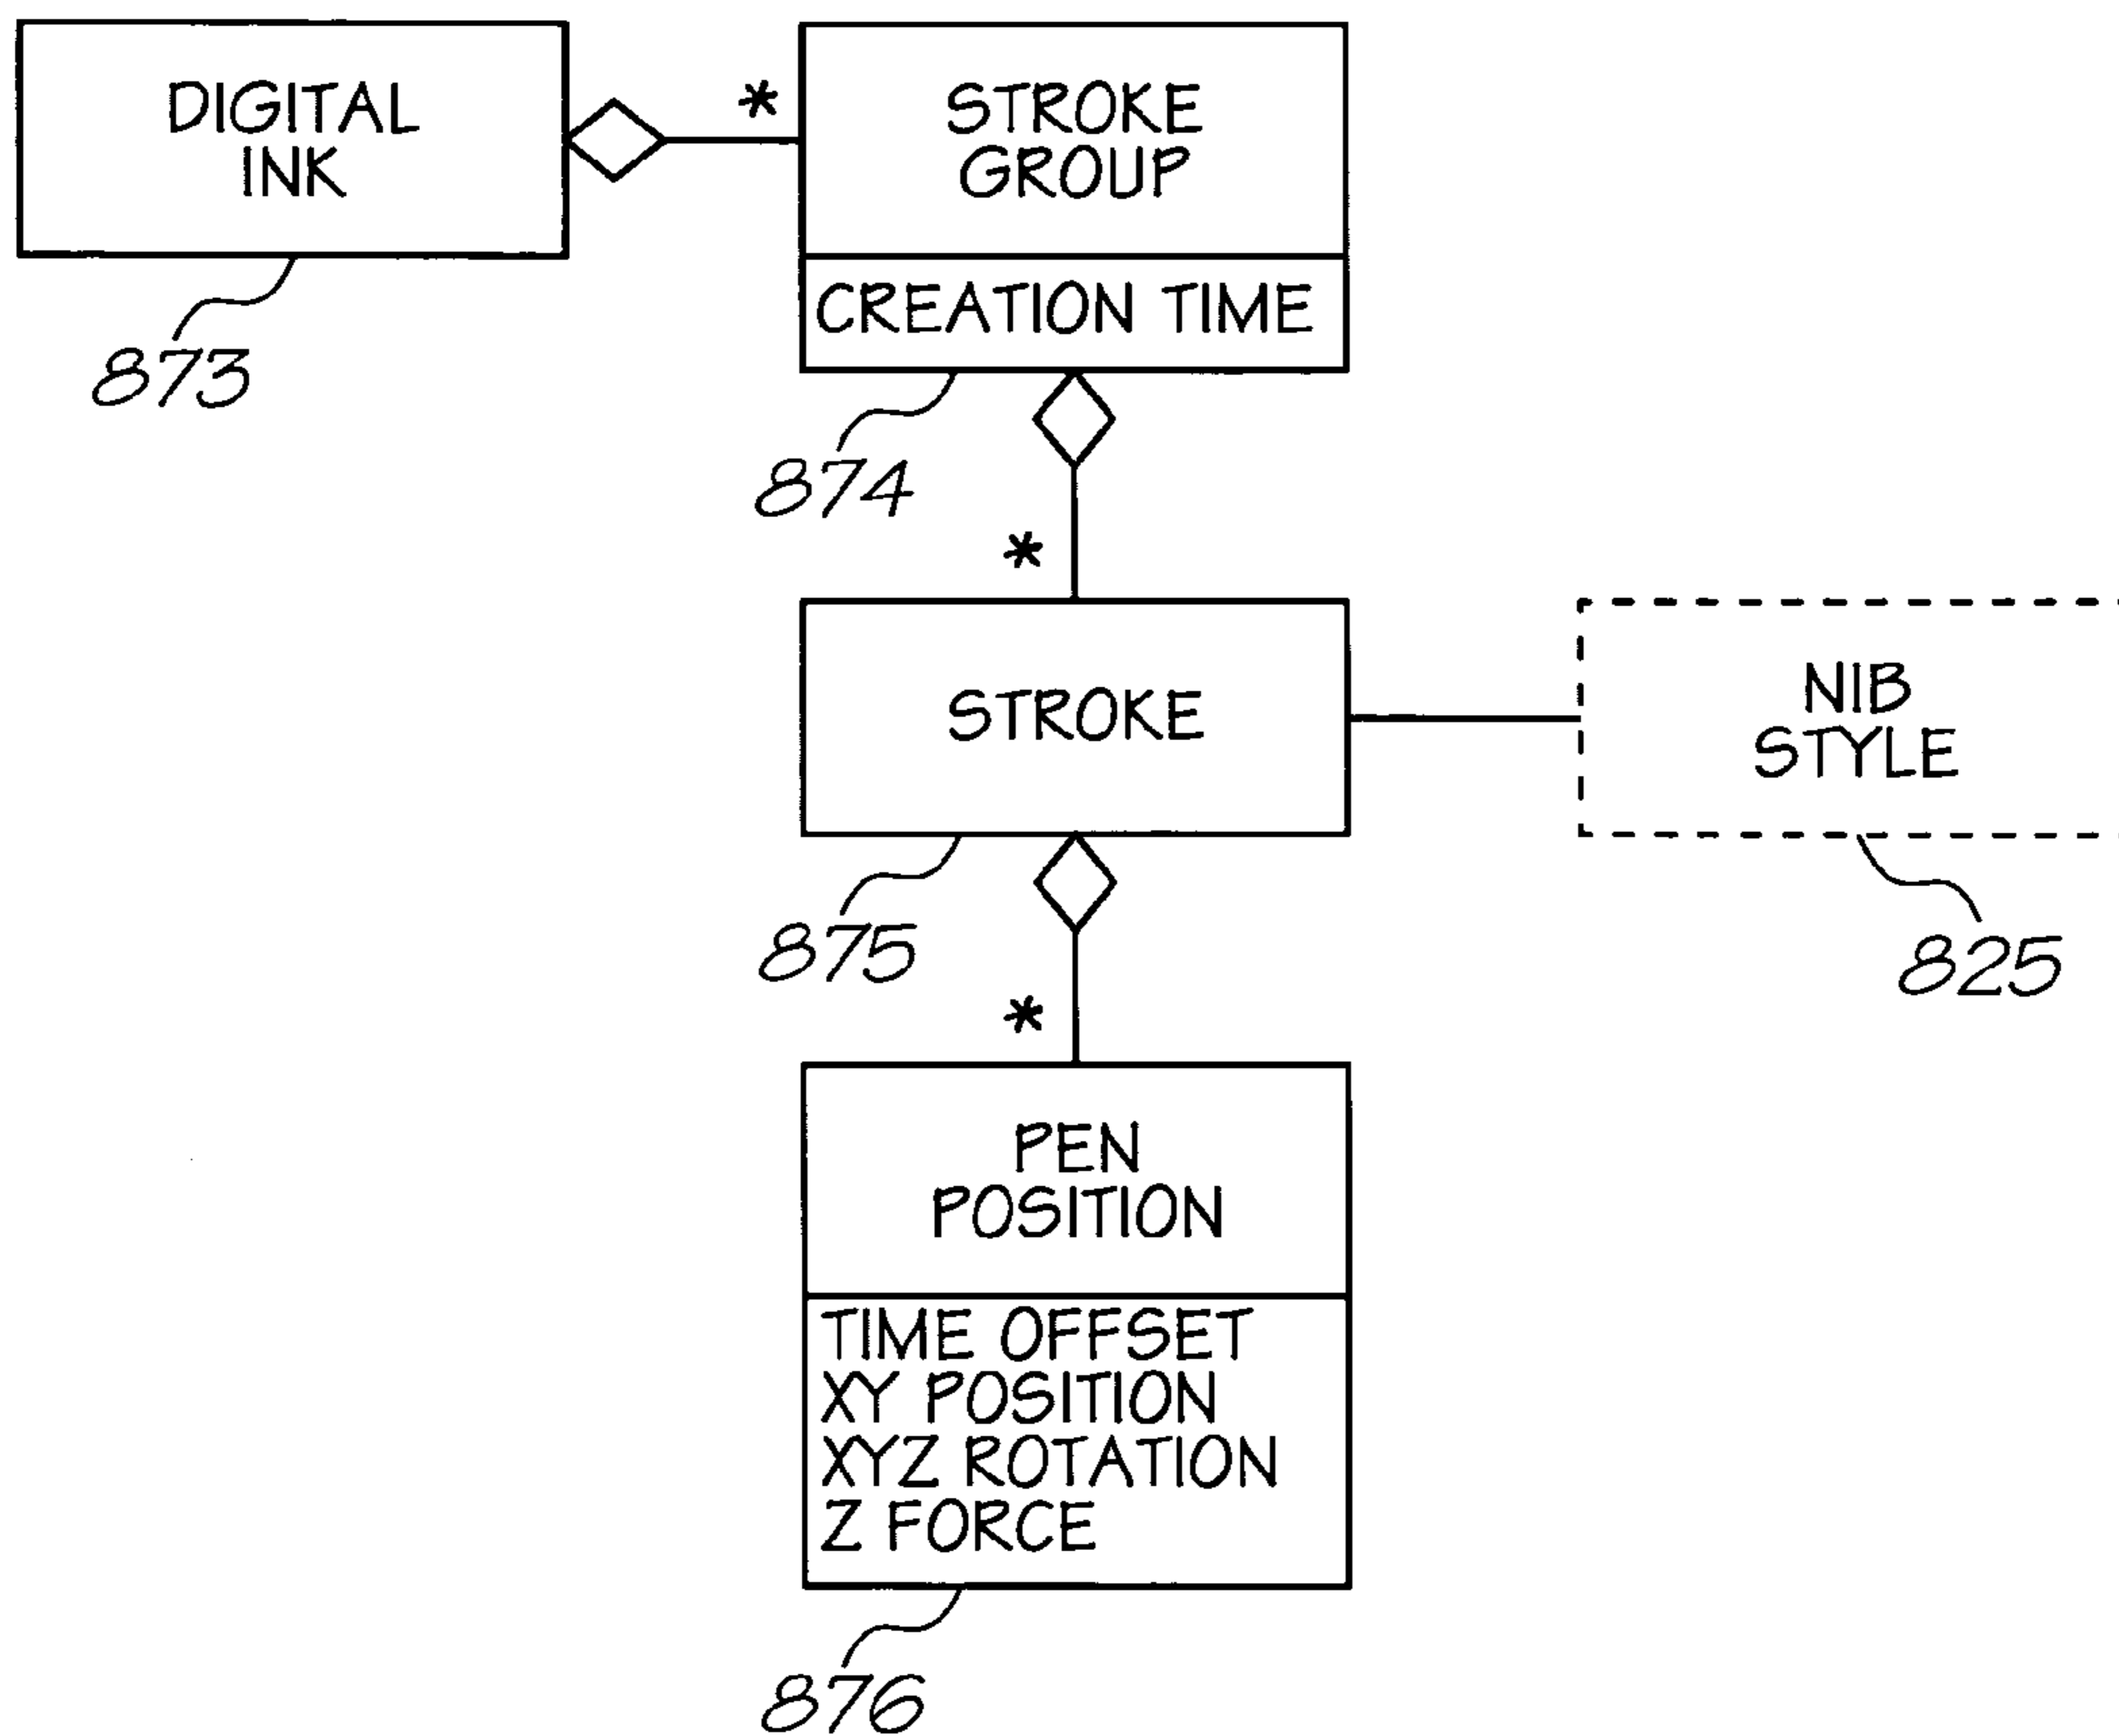 DIGITAL
INK
*
STROKE
GROUP
CREATION TIME
873
874
*
STROKE
NIB
STYLE
875
825
*
PEN
POSITION
TIME OFFSET
XY POSITION
XYZ ROTATION
Z FORCE
876